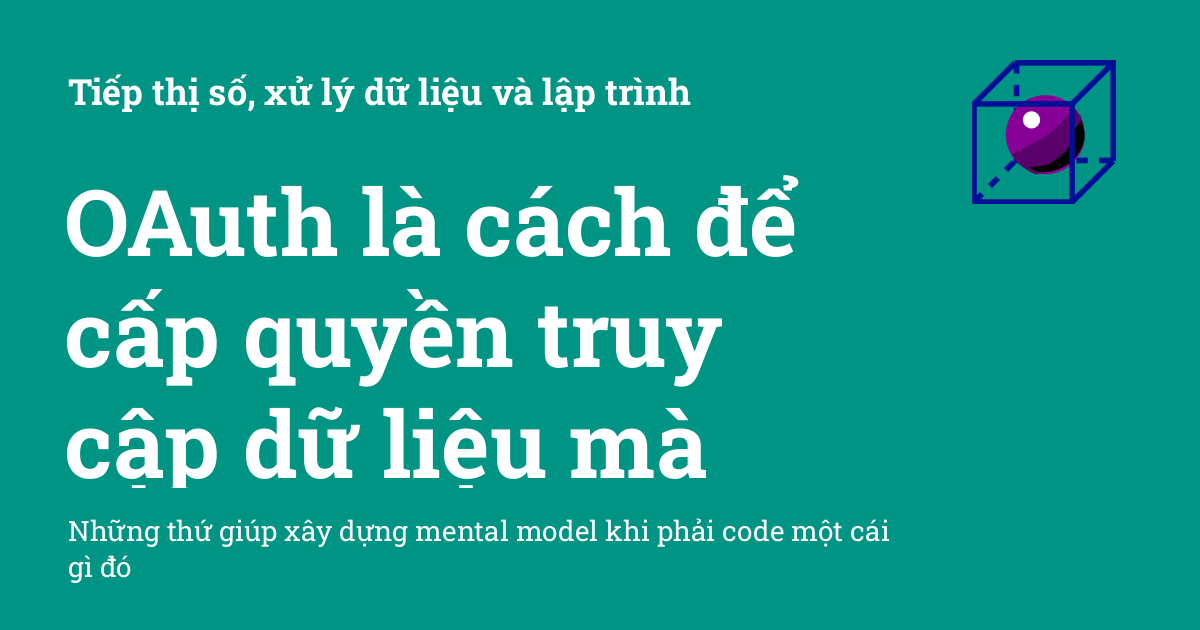 Tiếp thị số, xử lý dữ liệu và lập trình
OAuth là cách để
cấp quyền truy
cập dữ liệu mà
Những thứ giúp xây dựng mental model khi phải code một cái
gì đó